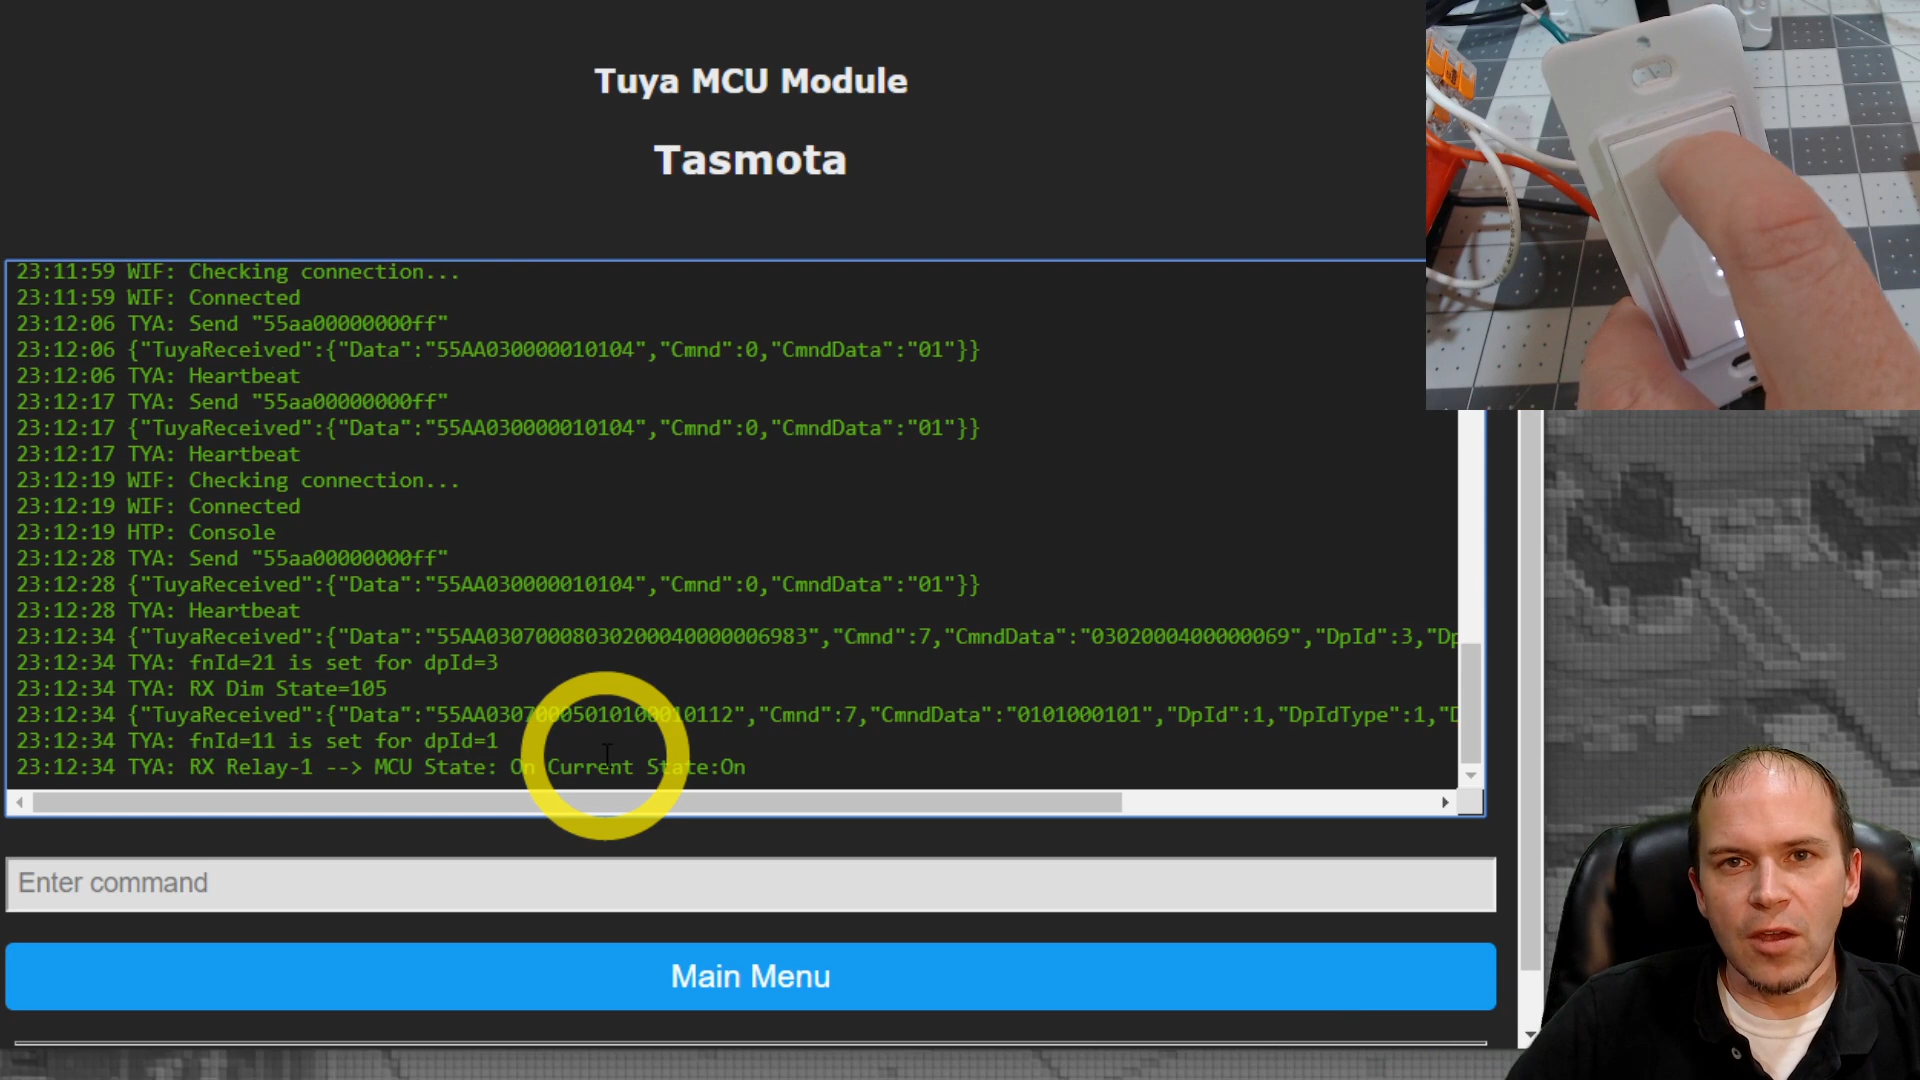 Tuya MCU Module
Tasmota
23:11:59 WIF: Checking connection...
23:11:59 WIF: Connected
23:12:06 TYA: Send "55aa00000000ff"
23:12:06 {"TuyaReceived":{"Data":"55AA030000010104","Cmnd":0,"CmndData":"01"}}
23:12:06 TYA: Heartbeat
23:12:17 TYA: Send "55aa00000000ff"
23:12:17 {"TuyaReceived":{"Data":"55AA030000010104","Cmnd":0,"CmndData":"01"}}
23:12:17 TYA: Heartbeat
23:12:19 WIF: Checking connection...
23:12:19 WIF: Connected
23:12:19 HTP: Console
23:12:28 TYA: Send "55aa00000000ff"
23:12:28 {"TuyaReceived":{"Data":"55AA030000010104","Cmnd":0,"CmndData":"01"}}
23:12:28 TYA: Heartbeat
23:12:34 {"TuyaReceived":{"Data":"55AA03070008030200040000006983","Cmnd":7,"CmndData":"0302000400000069","DpId":3,"Dp
23:12:34 TYA: fnId=21 is set for dpId=3
23:12:34 TYA: RX Dim State=105
23:12:34 {"TuyaReceived":{"Data":"55AA03070005010100010112","Cmnd":7,"CmndData":"0101000101","DpId":1,"DpIdType":1,"D
23:12:34 TYA: fnId=11 is set for dpId=1
23:12:34 TYA: RX Relay-1 --> MCU State: On Current State:On
Enter command
Main Menu